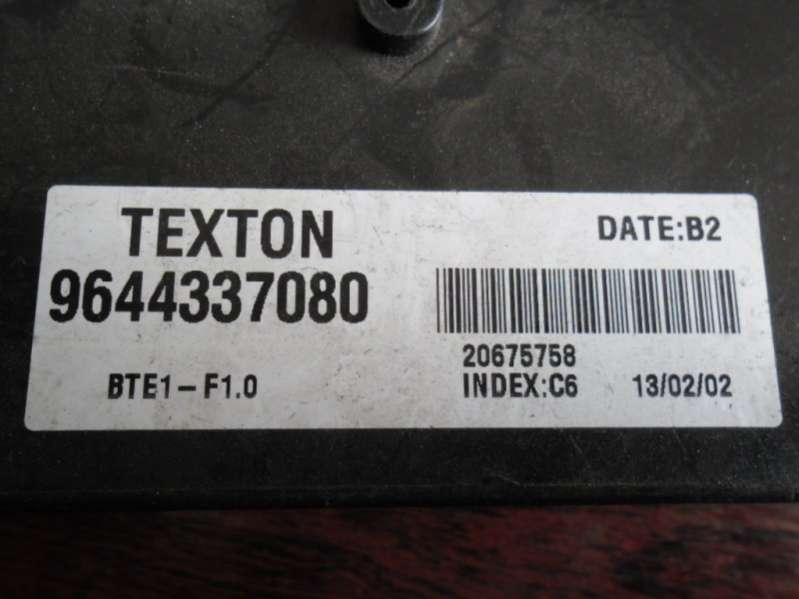 TEXTON
DATE:B2
9644337080
20675758
BTE1-F1.0
INDEX:C6 13/02/02